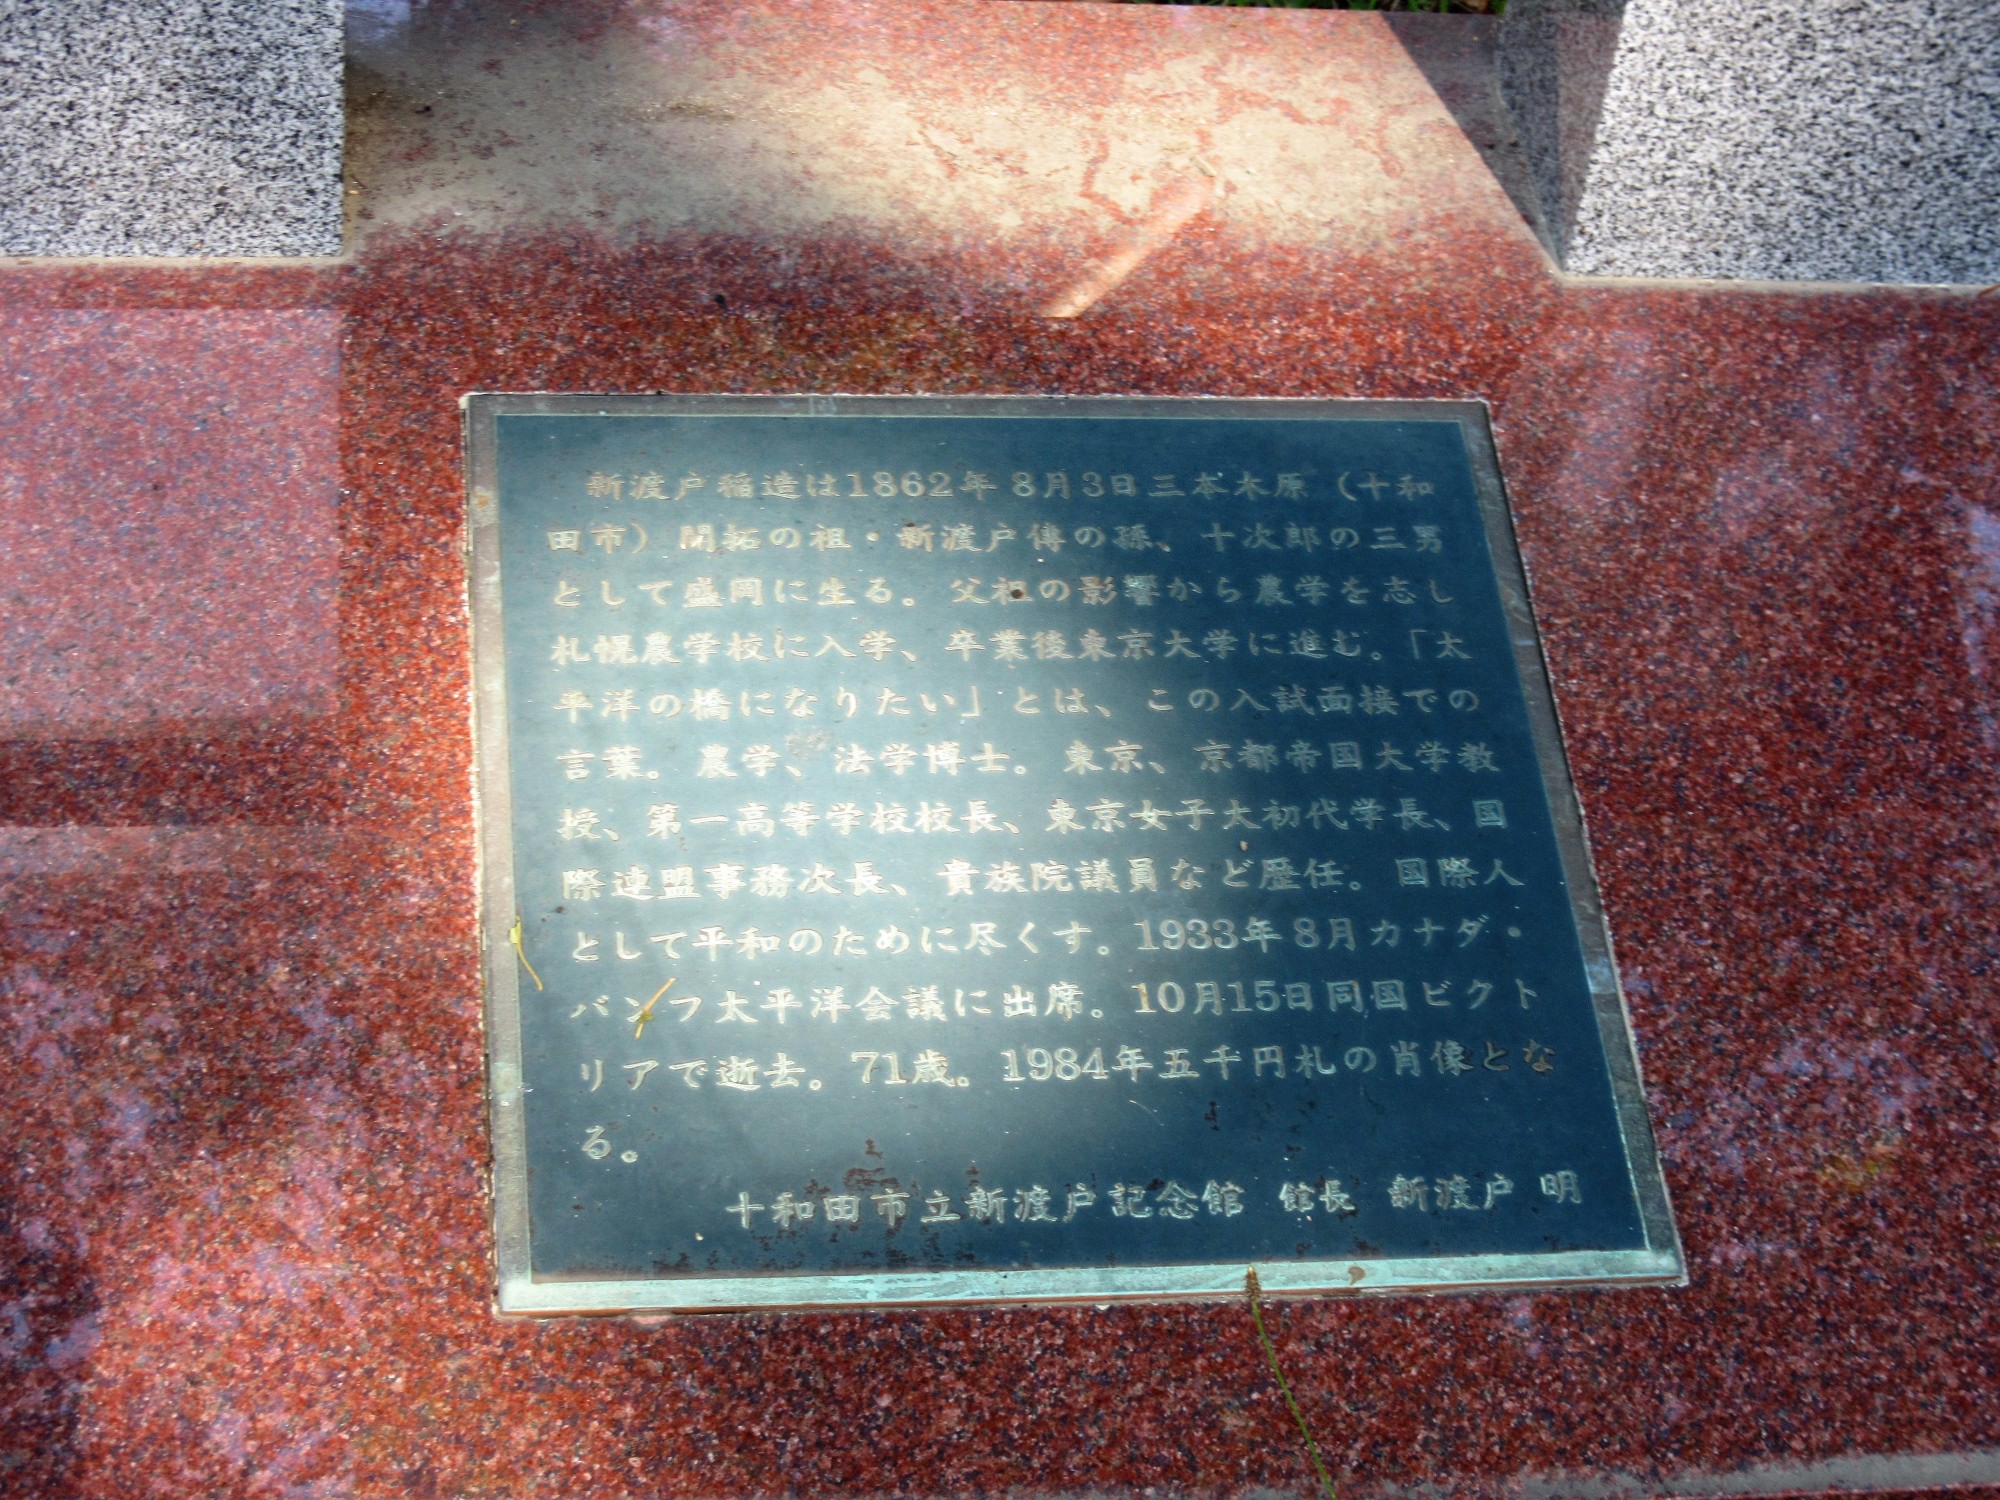 新渡戸稲造は1862年8月3日三本木原（十和
田市）開拓の祖・新渡戸傳の孫、十次郎の三男
として盛岡に生る。父祖の影響から農学を志し
札幌農学校に入学、卒業後東京大学に進む。「太
平洋の橋になりたい」とは、この入試面接での
言葉。農学、法学博士。東京、京都帝国大学教
授、第一高等学校校長、東京女子大初代学長、国
際連盟事務次長、貴族院議員など歴任。国際人
として平和のために尽くす。1933年8月カナダ・
バンフ太平洋会議に出席。10月15日同国ビクト
リアで逝去。71歳。1984年五千円札の肖像とな
る。
十和田市立新渡戸記念館 館長 新渡戸 明